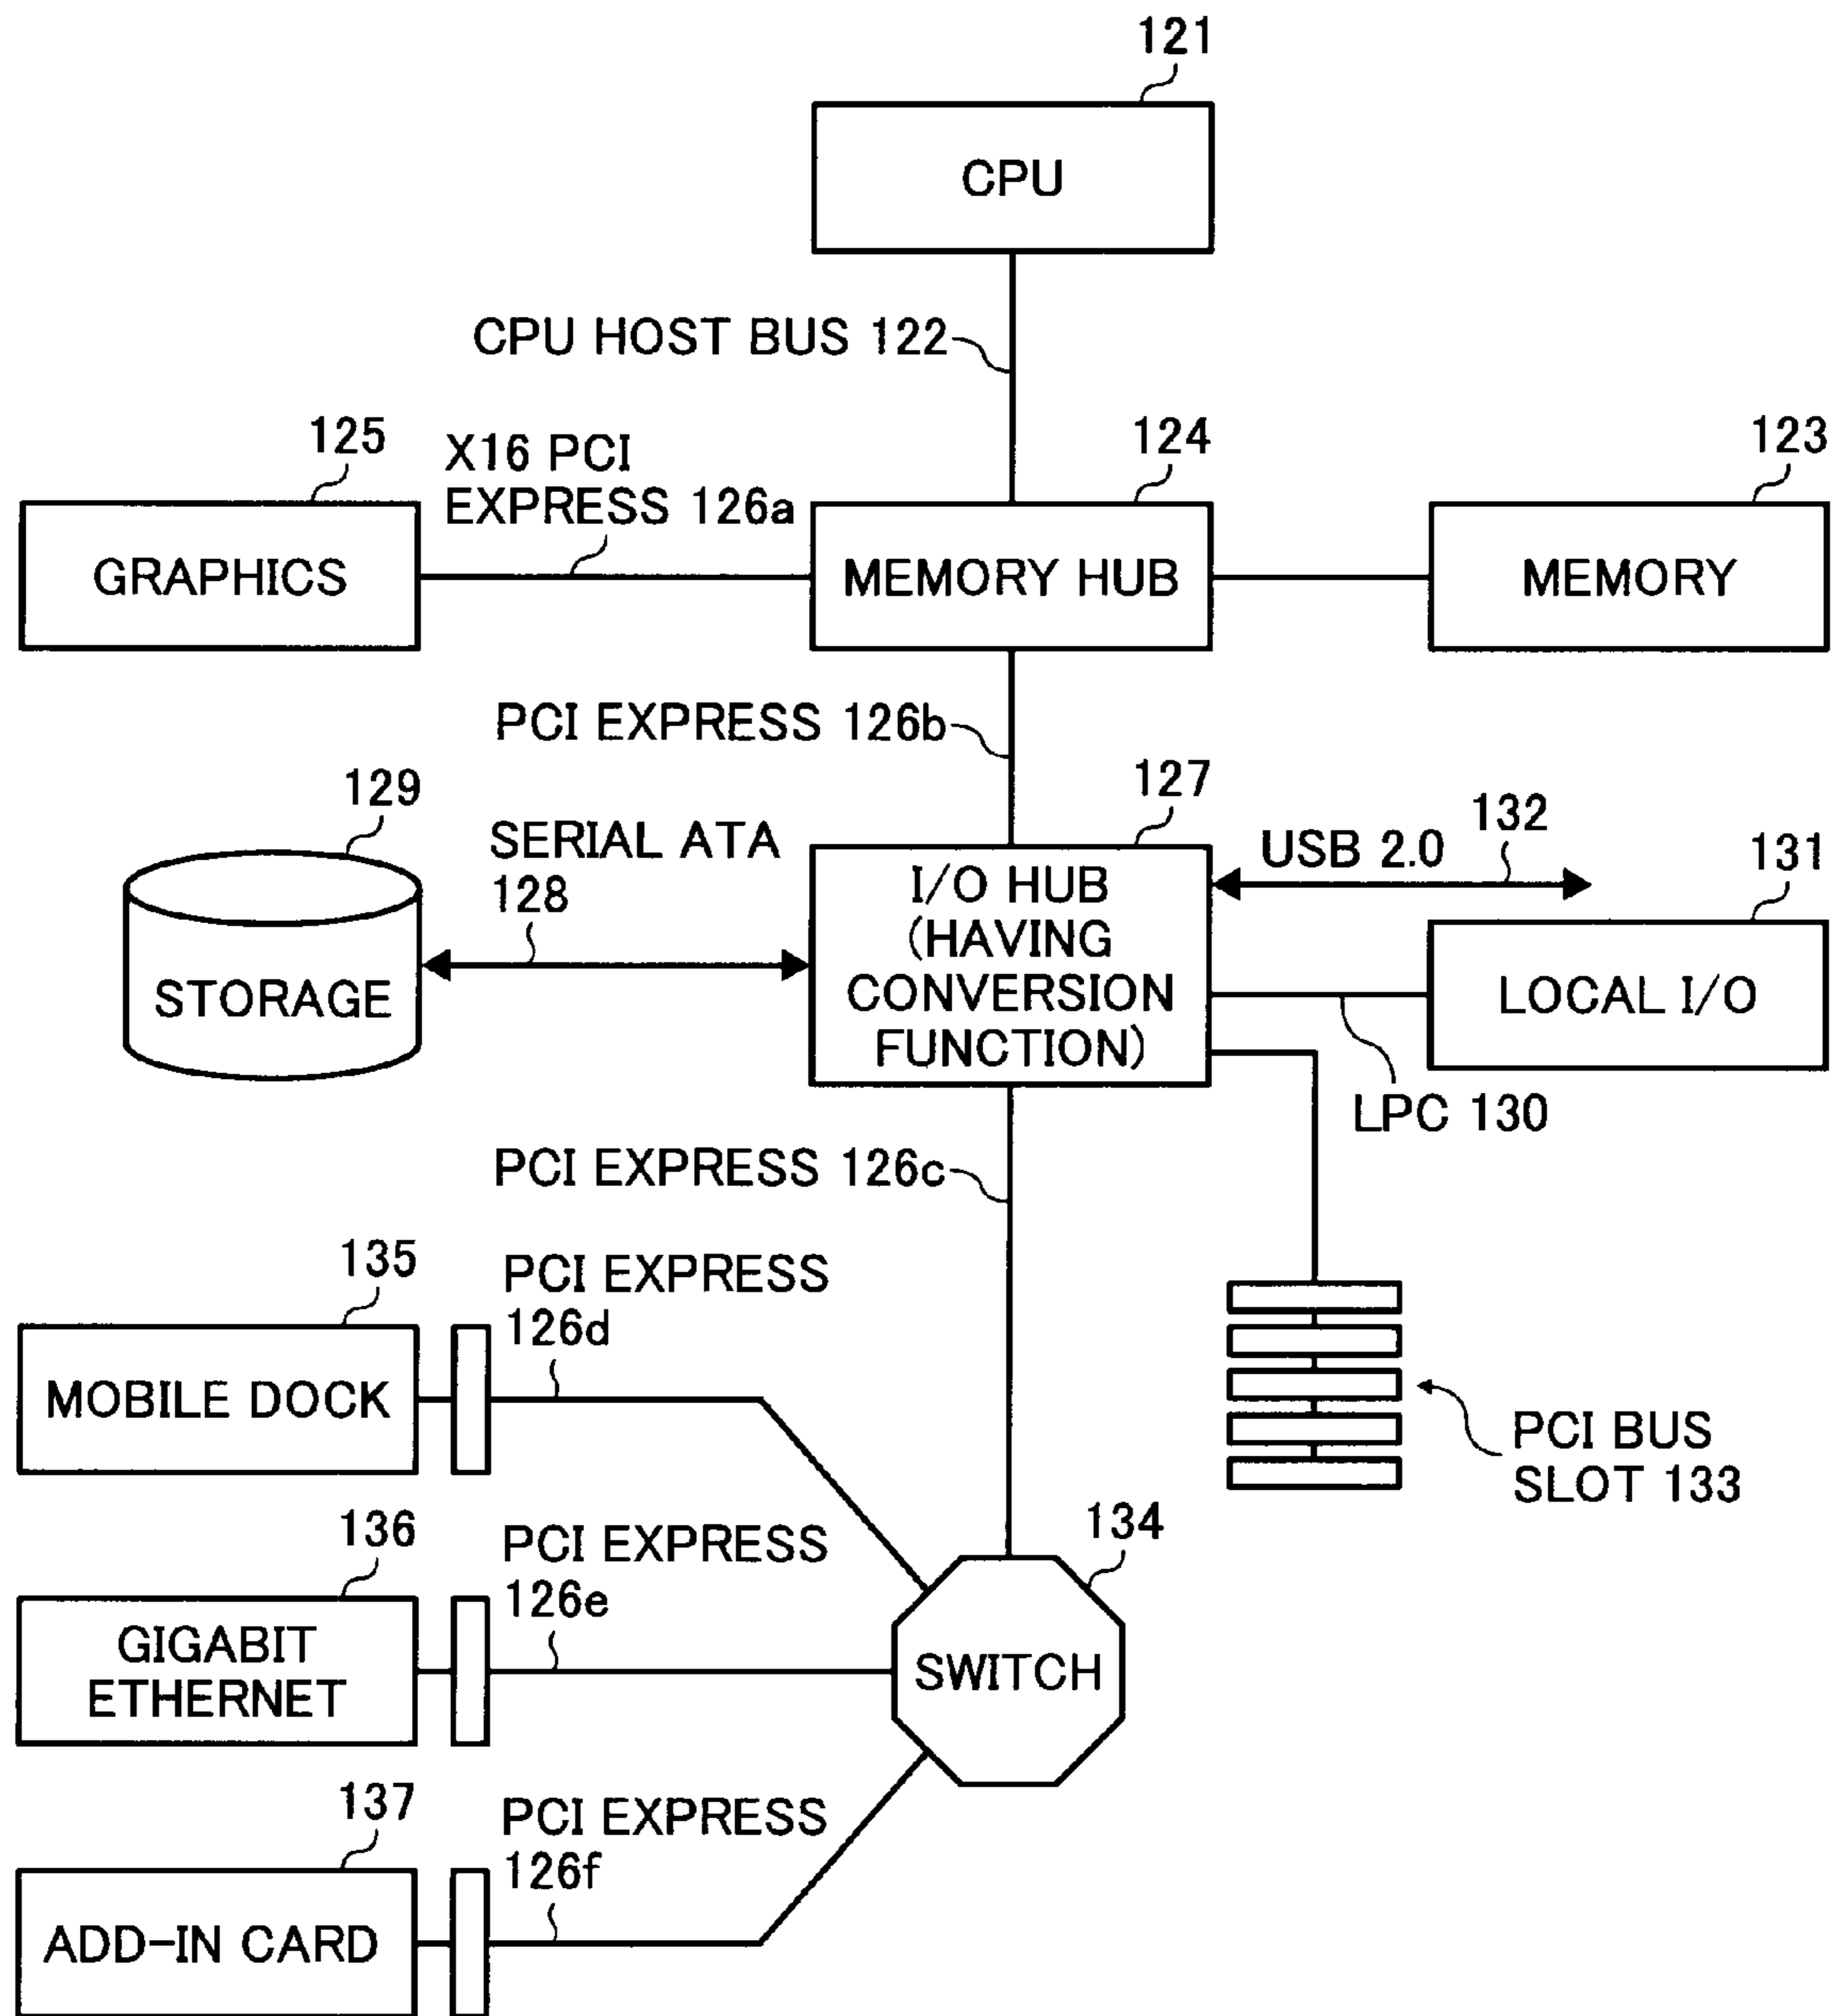 121
CPU
CPU HOST BUS 122
125
X16 PCI
EXPRESS 126a
124
123
GRAPHICS
MEMORY HUB
MEMORY
PCI EXPRESS 126b
129
SERIAL ATA
128
127
USB 2.0
132
131
STORAGE
I/O HUB
(HAVING
CONVERSION
FUNCTION)
LOCAL I/O
LPC 130
PCI EXPRESS 126c
135
PCI EXPRESS
126d
MOBILE DOCK
PCI BUS
SLOT 133
136
PCI EXPRESS
126e
134
GIGABIT
ETHERNET
SWITCH
137
PCI EXPRESS
126f
ADD-IN CARD